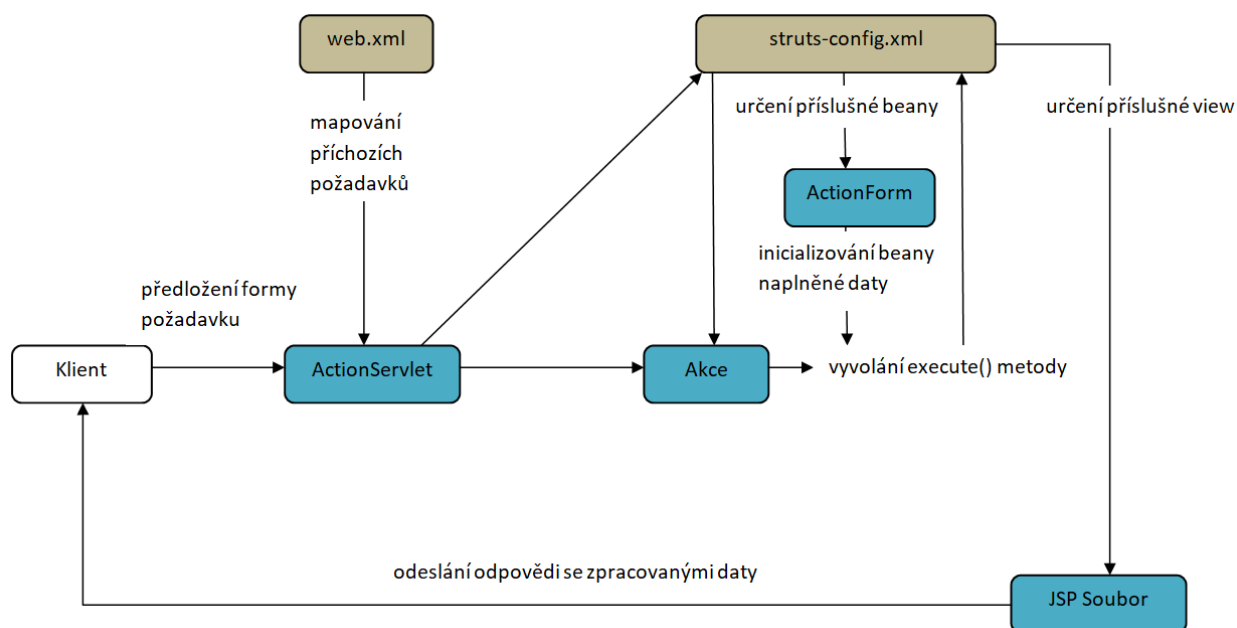 web.xml
struts-config.xml
mapování
příchozích
požadavků
určení příslušné beany
určení příslušné view
ActionForm
inicializování beany
naplněné daty
předložení formy
požadavku
Klient
ActionServlet
Akce
vyvolání execute() metody
odeslání odpovědi se zpracovanými daty
JSP Soubor